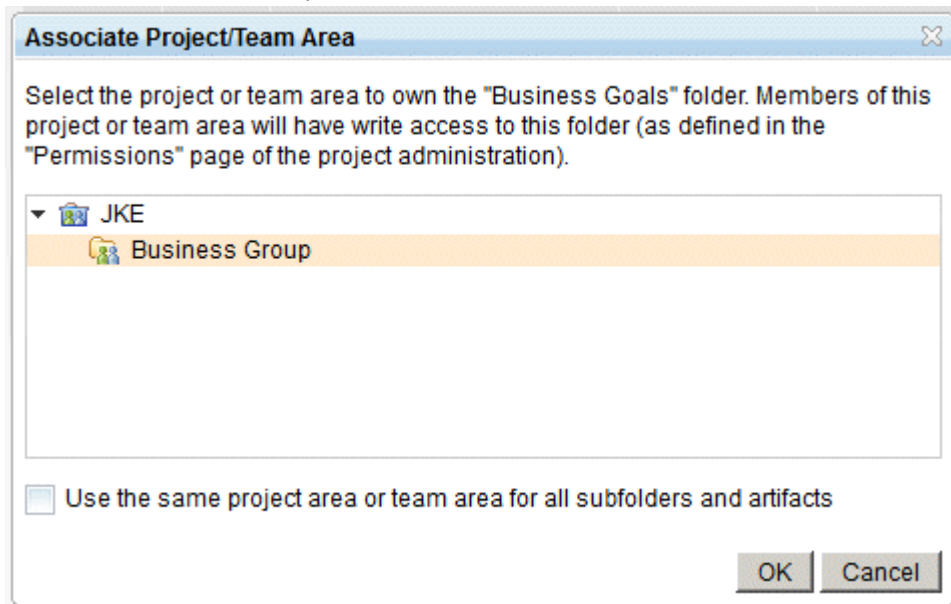 Associate Project/Team Area
Select the project or team area to own the "Business Goals" folder. Members of this
project or team area will have write access to this folder (as defined in the
"Permissions" page of the project administration).
JKE
Business Group
Use the same project area or team area for all subfolders and artifacts
OK Cancel